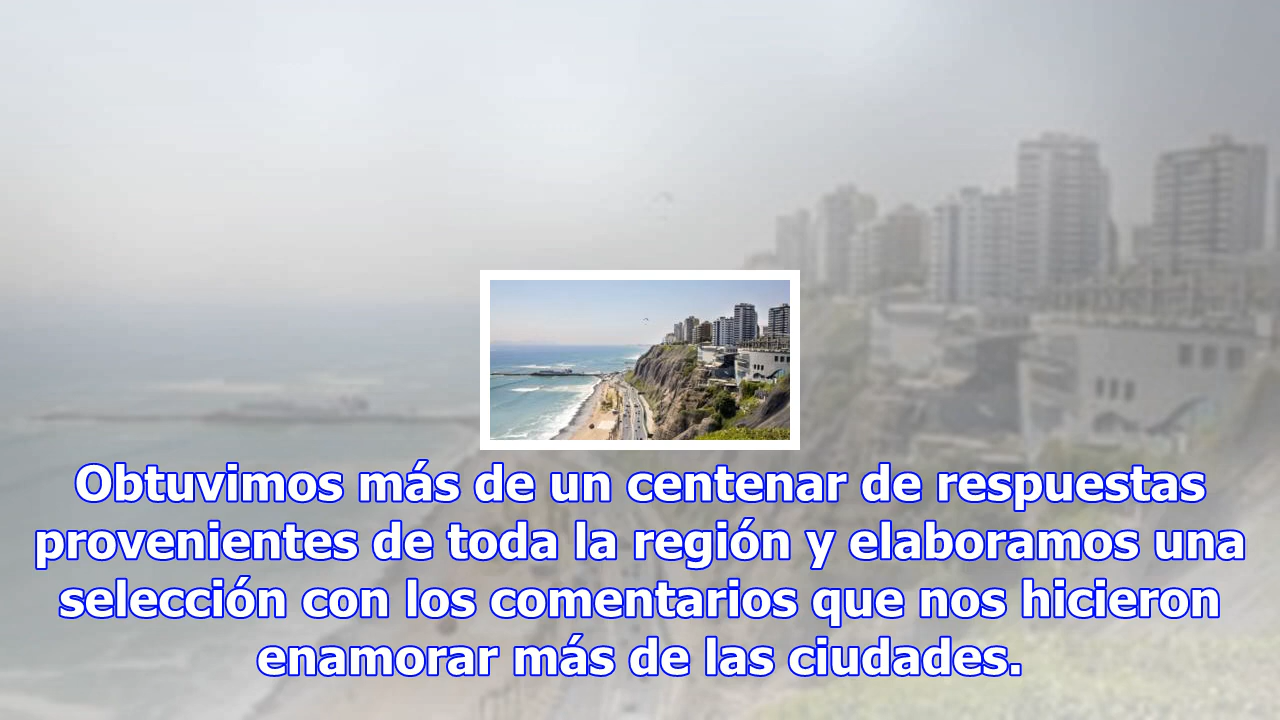 Obtuvimos más de un centenar de respuestas
provenientes de toda la región y elaboramos una
selección con los comentarios que nos hicieron
enamorar más de las ciudades.